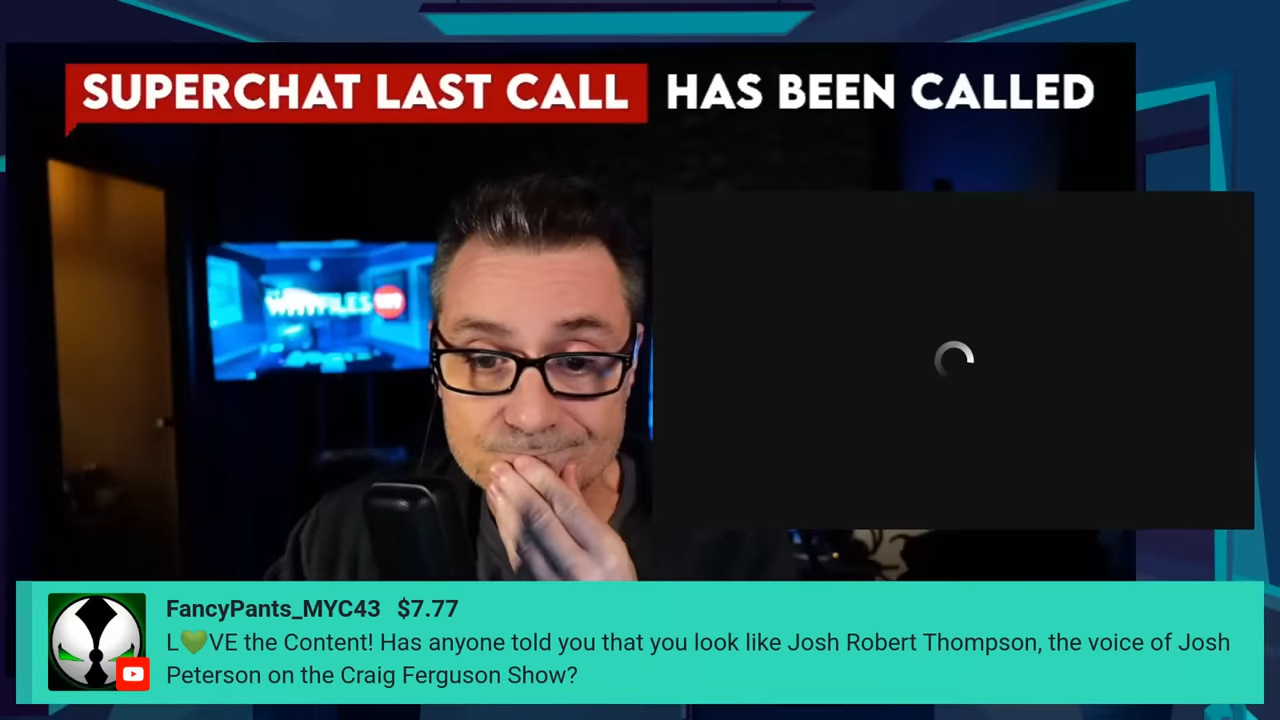 SUPERCHAT LAST CALL HAS BEEN CALLED
FancyPants_MYC43 $7.77
L💚VE the Content! Has anyone told you that you look like Josh Robert Thompson, the voice of Josh
Peterson on the Craig Ferguson Show?